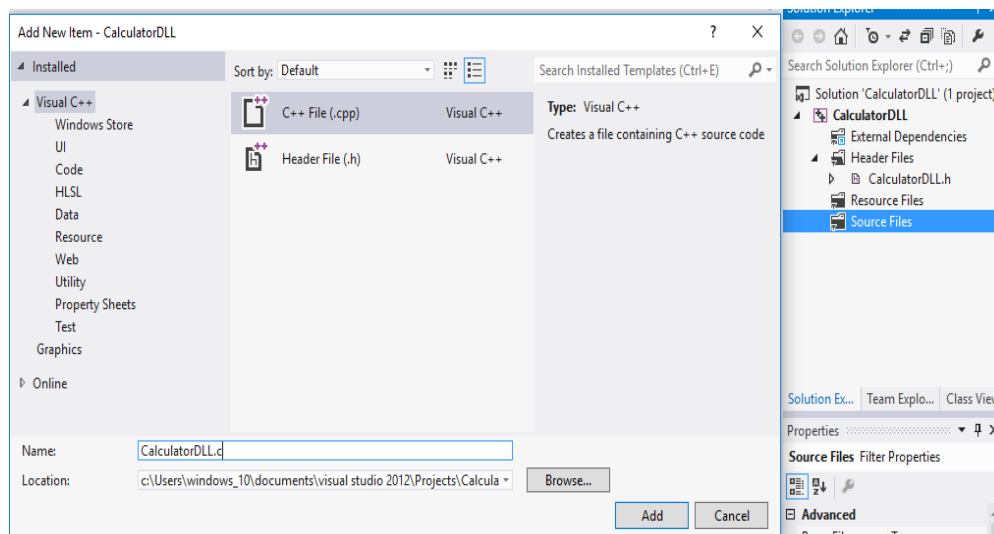 Add New Item - CalculatorDLL
?
X
Installed
Sort by: Default
Search Installed Templates (Ctrl+E)
Visual C++
Windows Store
UI
Code
HLSL
Data
Resource
Web
Utility
Property Sheets
Test
Graphics
Online
C++ File (.cpp)
Visual C++
Header File (.h)
Visual C++
Type: Visual C++
Creates a file containing C++ source code
Name:
CalculatorDLL.c
Location:
c:\Users\windows_10\documents\visual studio 2012\Projects\Calcula
Browse...
Add
Cancel
Solution Explorer
Search Solution Explorer (Ctrl+;)
Solution 'CalculatorDLL' (1 project)
CalculatorDLL
External Dependencies
Header Files
CalculatorDLL.h
Resource Files
Source Files
Solution Ex...
Team Explo...
Class View
Properties
Source Files Filter Properties
Advanced